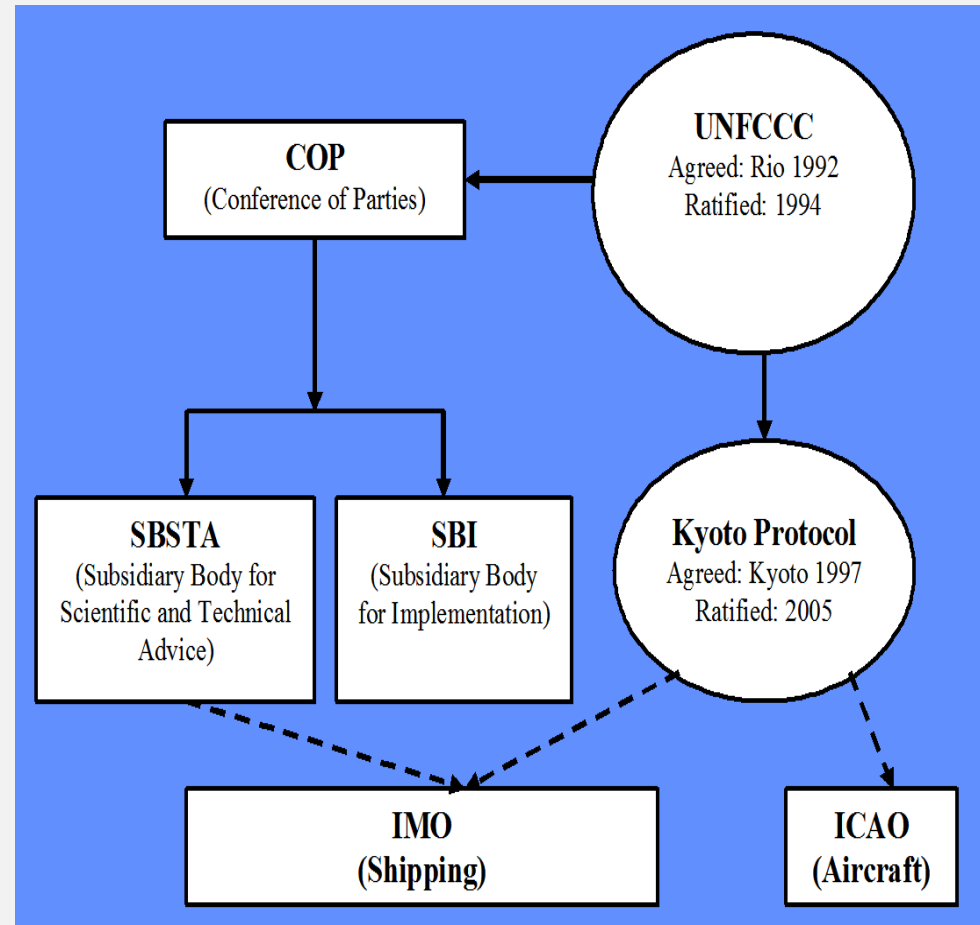 UNFCCC
Agreed: Rio 1992
Ratified: 1994
COP
(Conference of Parties)
SBSTA
(Subsidiary Body for
Scientific and Technical
Advice)
SBI
(Subsidiary Body
for Implementation)
Kyoto Protocol
Agreed: Kyoto 1997
Ratified: 2005
IMO
(Shipping)
ICAO
(Aircraft)